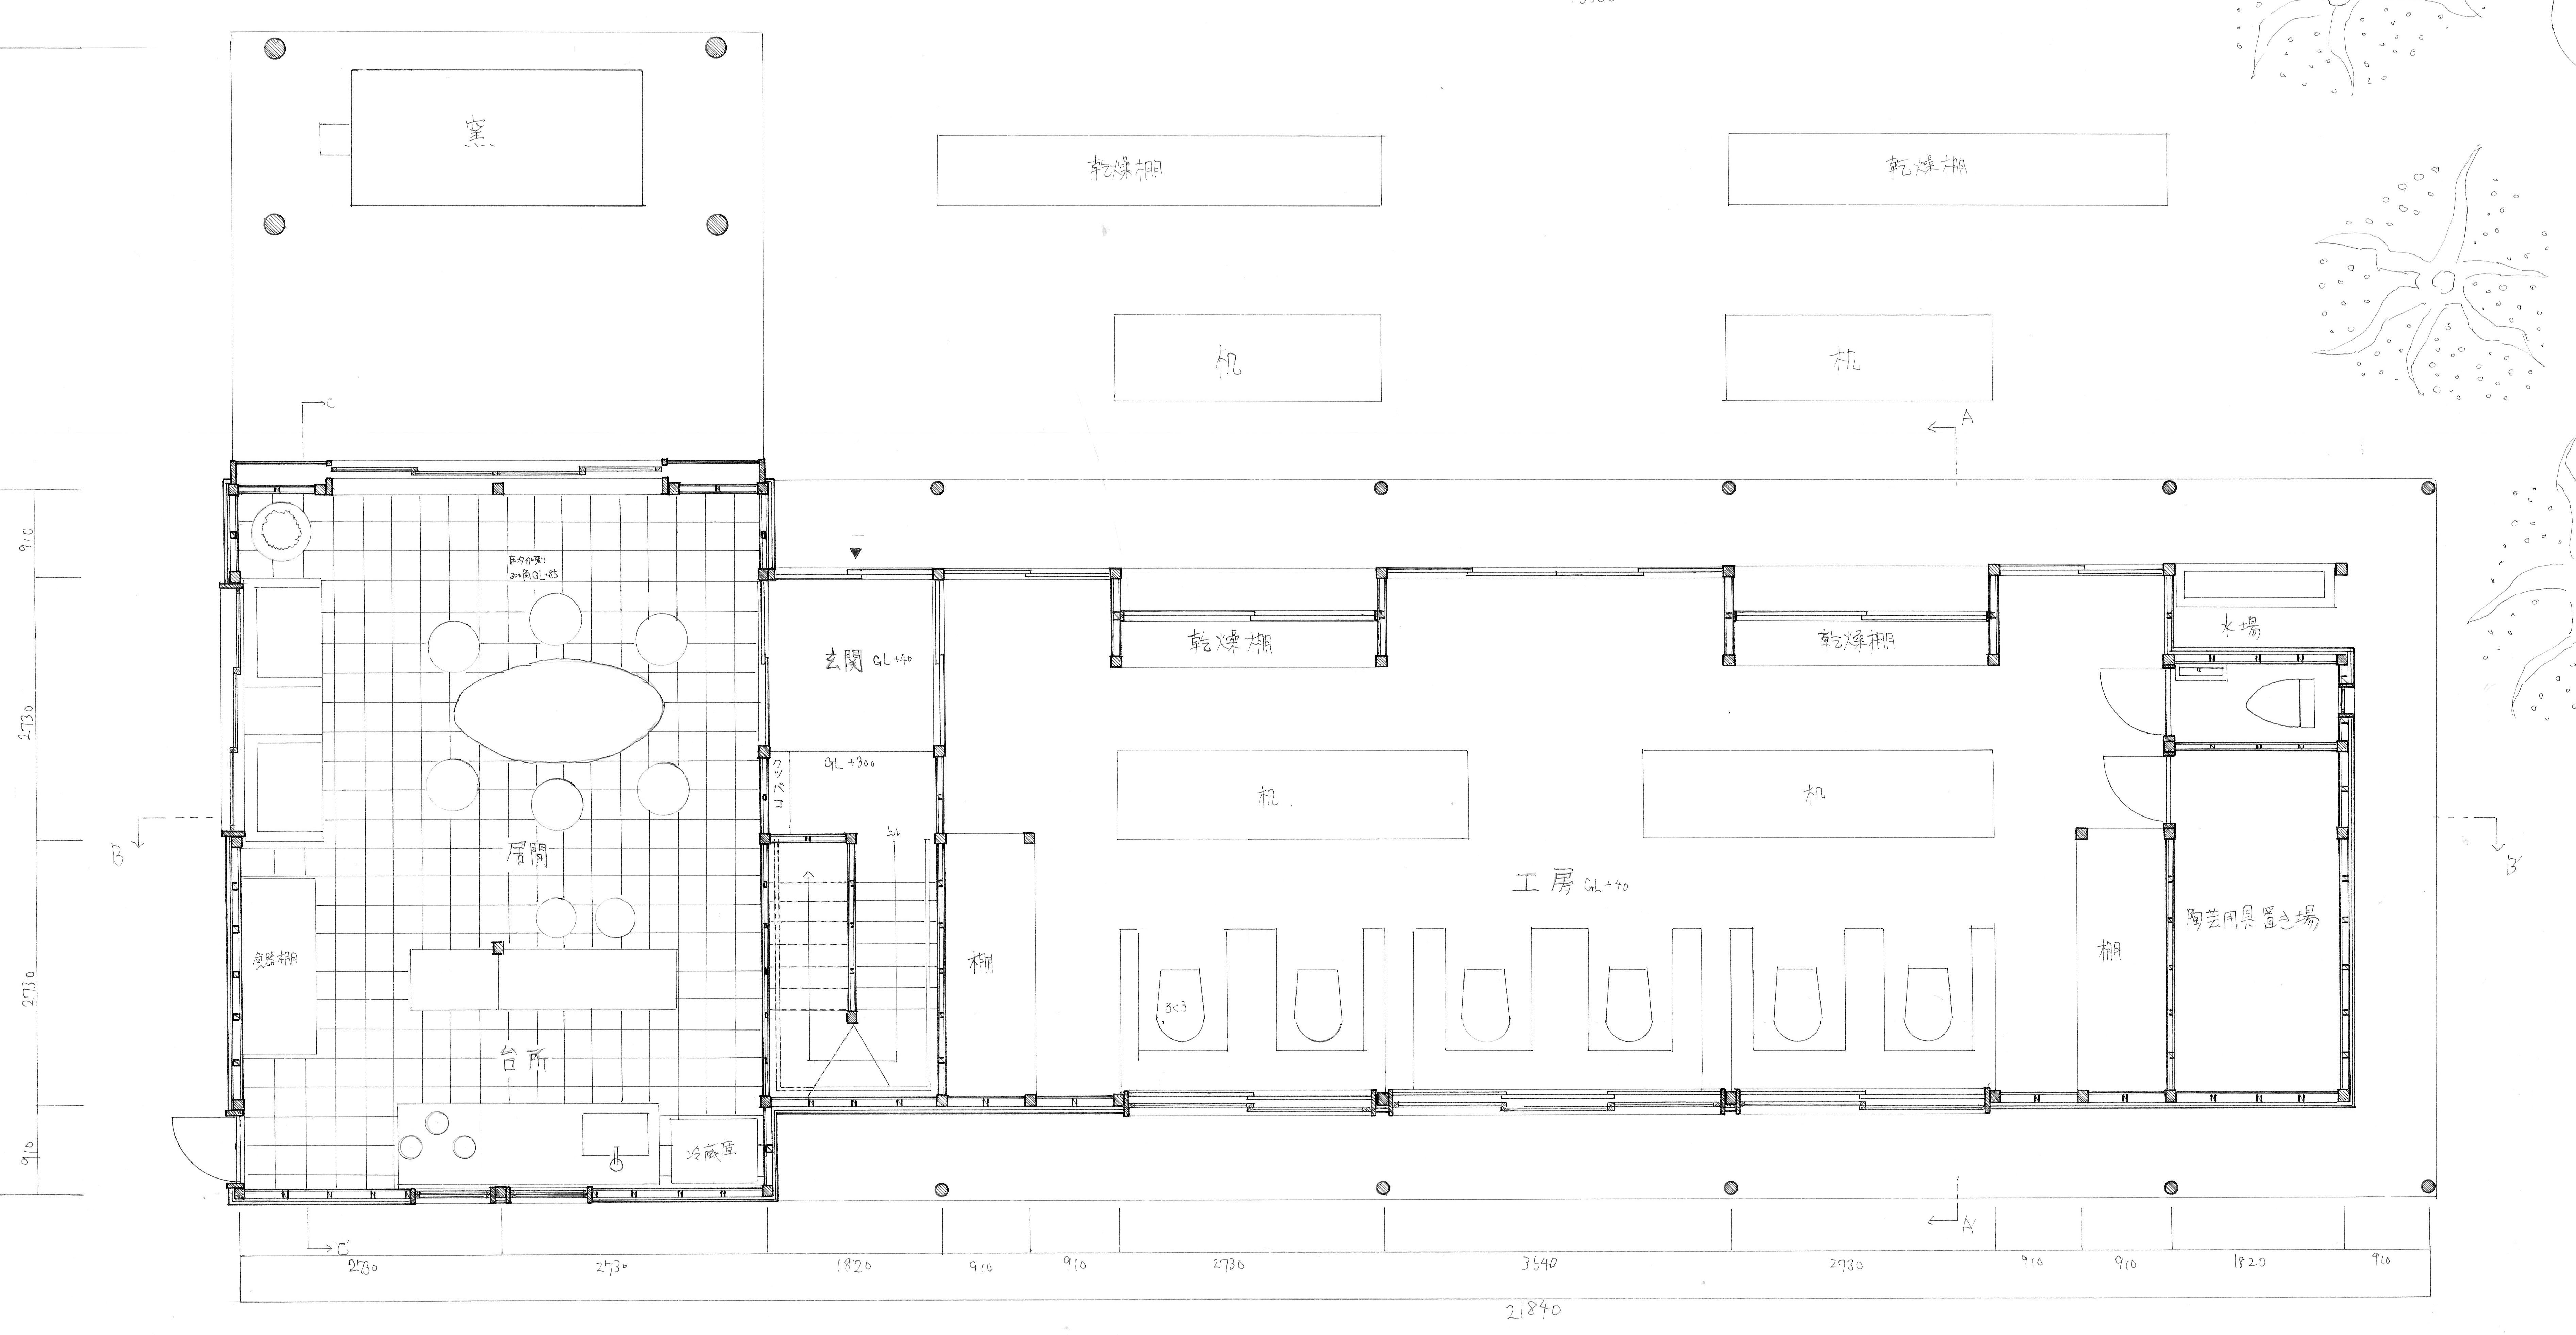 窯
乾燥棚
乾燥棚
机
机
C
A
910
床タイル張り
300角GL+85
乾燥棚
乾燥棚
水場
玄関 GL+40
2730
クツバコ
GL+300
机
机
B
B'
居間
上ル
工房 GL+40
食器棚
棚
棚
陶芸用具置き場
2730
ろくろ
台所
910
冷蔵庫
C'
A'
2730
2730
1820
910
910
2730
3640
2730
910
910
1820
910
21840